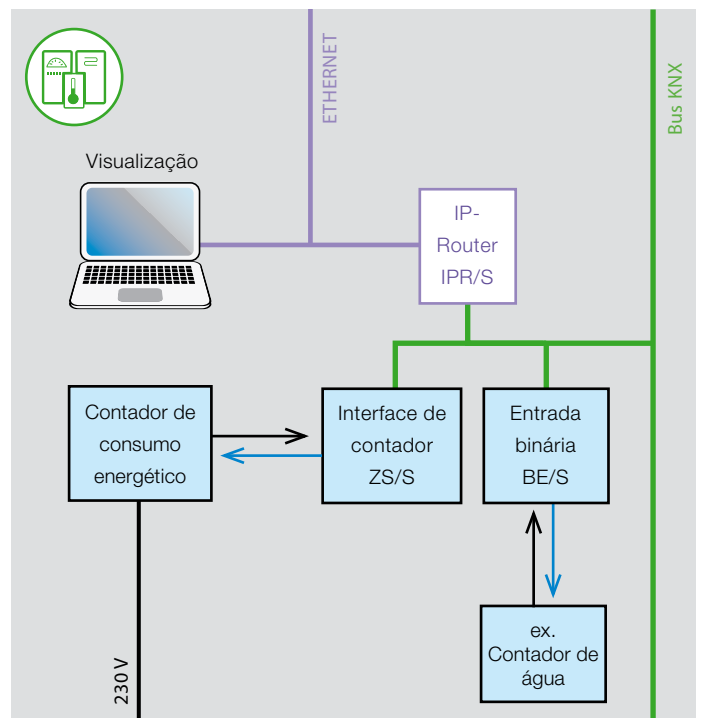 ETHERNET
Bus KNX
Visualização
IP-
Router
IPR/S
Contador de
consumo
energético
Interface de
contador
ZS/S
Entrada
binária
BE/S
230 V
ex.
Contador de
água